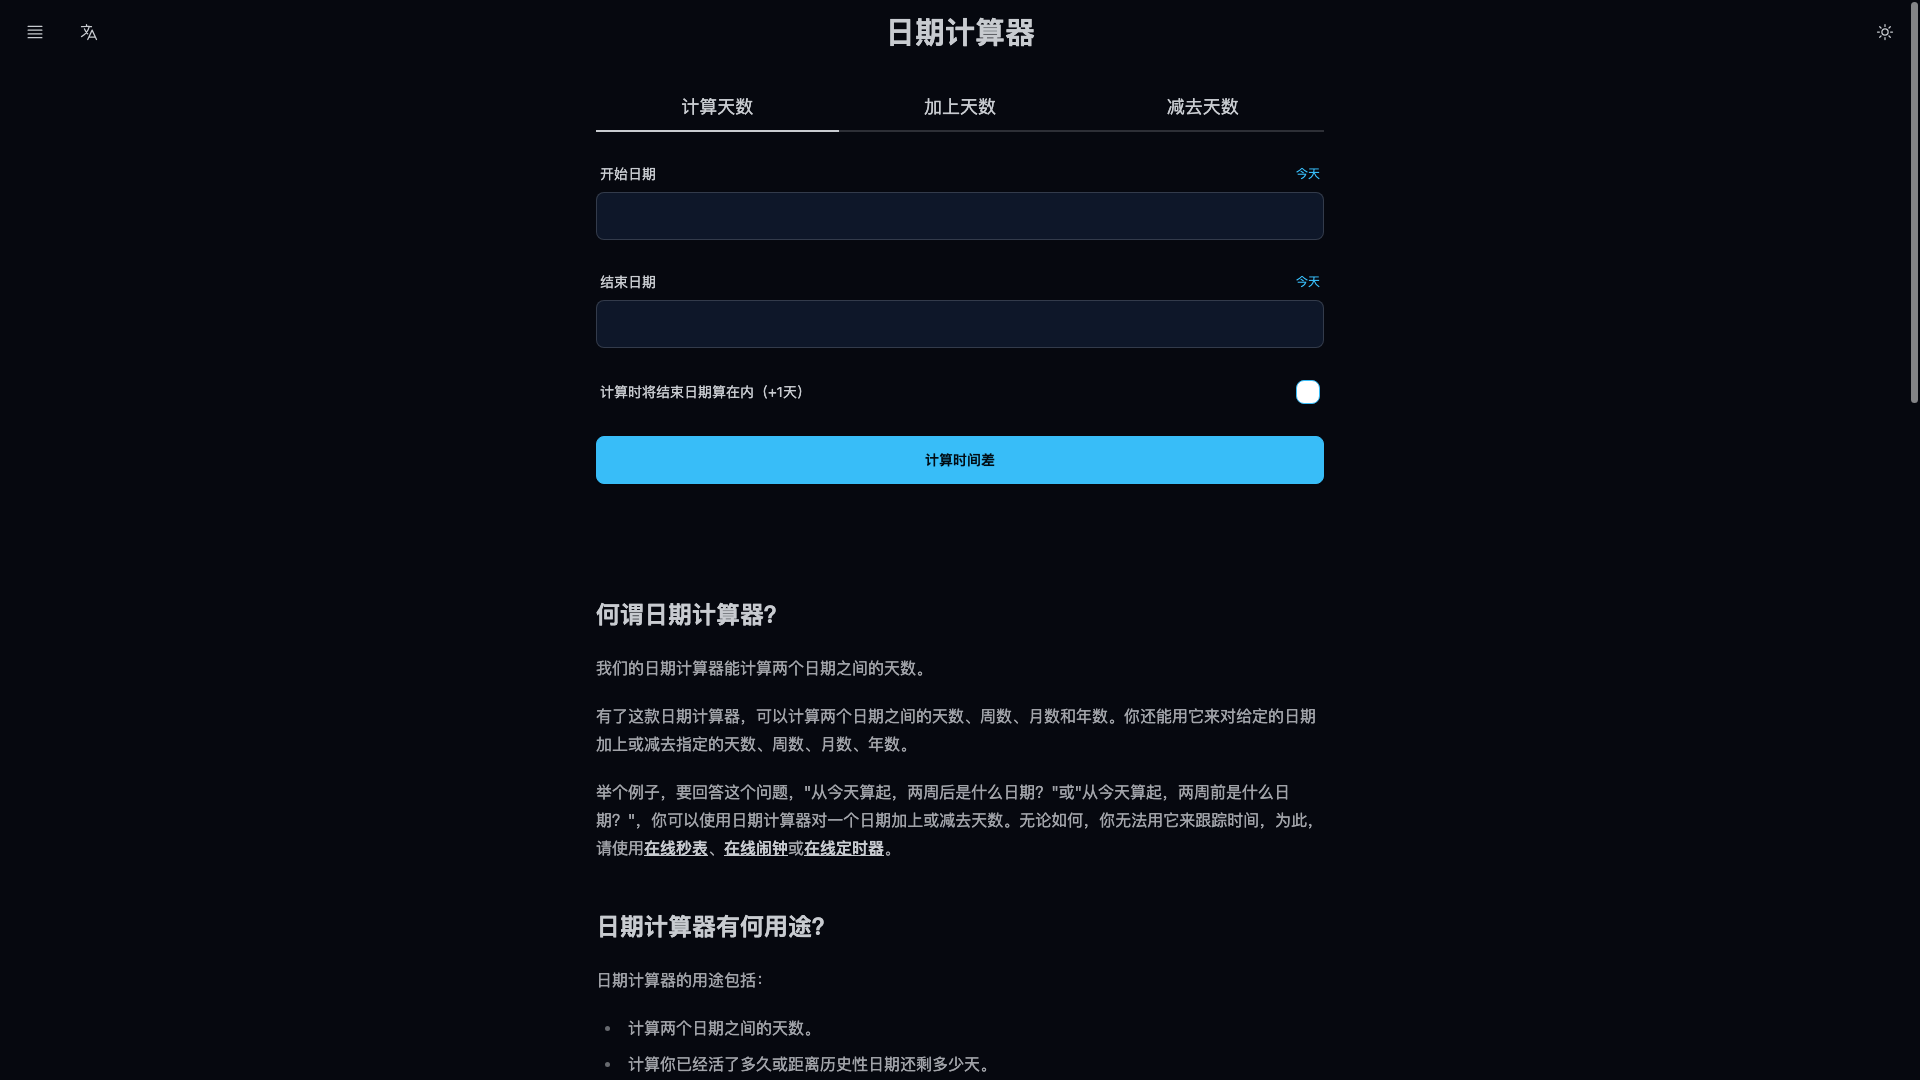 日期计算器
计算天数
加上天数
减去天数
开始日期
今天
结束日期
今天
计算时将结束日期算在内（+1天）
计算时间差
何谓日期计算器?
我们的日期计算器能计算两个日期之间的天数。
有了这款日期计算器，可以计算两个日期之间的天数、周数、月数和年数。你还能用它来对给定的日期
加上或减去指定的天数、周数、月数、年数。
举个例子，要回答这个问题，"从今天算起，两周后是什么日期？"或"从今天算起，两周前是什么日
期？"，你可以使用日期计算器对一个日期加上或减去天数。无论如何，你无法用它来跟踪时间，为此，
请使用在线秒表、在线闹钟或在线定时器。
日期计算器有何用途?
日期计算器的用途包括：
• 计算两个日期之间的天数。
• 计算你已经活了多久或距离历史性日期还剩多少天。